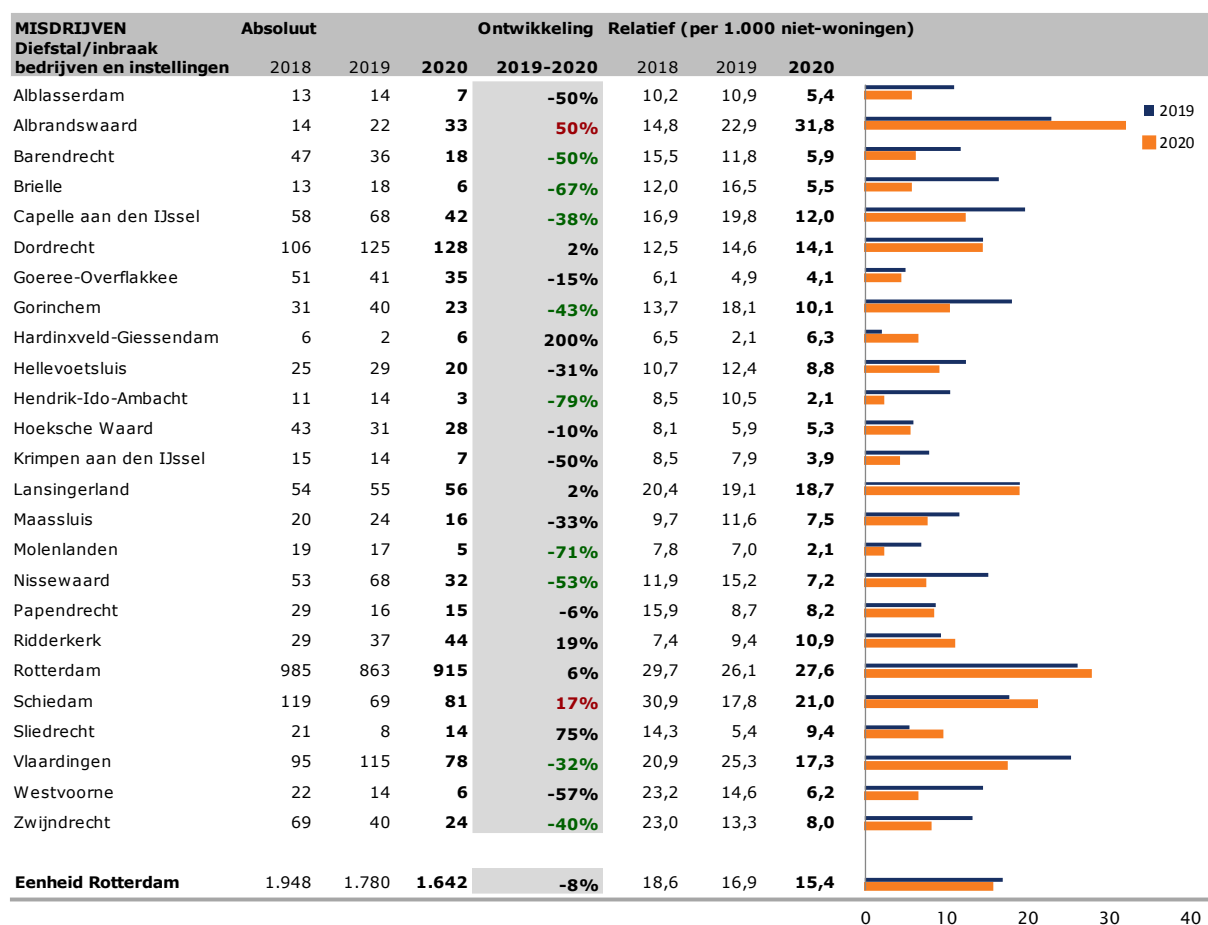 MISDRIJVEN Absoluut Ontwikkeling Relatief (per 1.000 niet-woningen)
Diefstal/inbraak
bedrijven en instellingen 2018 2019 2020 2019-2020 2018 2019 2020
Alblasserdam 13 14 7 -50% 10,2 10,9 5,4
2019
Albrandswaard 14 22 33 50% 14,8 22,9 31,8
2020
Barendrecht 47 36 18 -50% 15,5 11,8 5,9
Brielle 13 18 6 -67% 12,0 16,5 5,5
Capelle aan den IJssel 58 68 42 -38% 16,9 19,8 12,0
Dordrecht 106 125 128 2% 12,5 14,6 14,1
Goeree-Overflakkee 51 41 35 -15% 6,1 4,9 4,1
Gorinchem 31 40 23 -43% 13,7 18,1 10,1
Hardinxveld-Giessendam 6 2 6 200% 6,5 2,1 6,3
Hellevoetsluis 25 29 20 -31% 10,7 12,4 8,8
Hendrik-Ido-Ambacht 11 14 3 -79% 8,5 10,5 2,1
Hoeksche Waard 43 31 28 -10% 8,1 5,9 5,3
Krimpen aan den IJssel 15 14 7 -50% 8,5 7,9 3,9
Lansingerland 54 55 56 2% 20,4 19,1 18,7
Maassluis 20 24 16 -33% 9,7 11,6 7,5
Molenlanden 19 17 5 -71% 7,8 7,0 2,1
Nissewaard 53 68 32 -53% 11,9 15,2 7,2
Papendrecht 29 16 15 -6% 15,9 8,7 8,2
Ridderkerk 29 37 44 19% 7,4 9,4 10,9
Rotterdam 985 863 915 6% 29,7 26,1 27,6
Schiedam 119 69 81 17% 30,9 17,8 21,0
Sliedrecht 21 8 14 75% 14,3 5,4 9,4
Vlaardingen 95 115 78 -32% 20,9 25,3 17,3
Westvoorne 22 14 6 -57% 23,2 14,6 6,2
Zwijndrecht 69 40 24 -40% 23,0 13,3 8,0
Eenheid Rotterdam 1.948 1.780 1.642 -8% 18,6 16,9 15,4
0 10 20 30 40